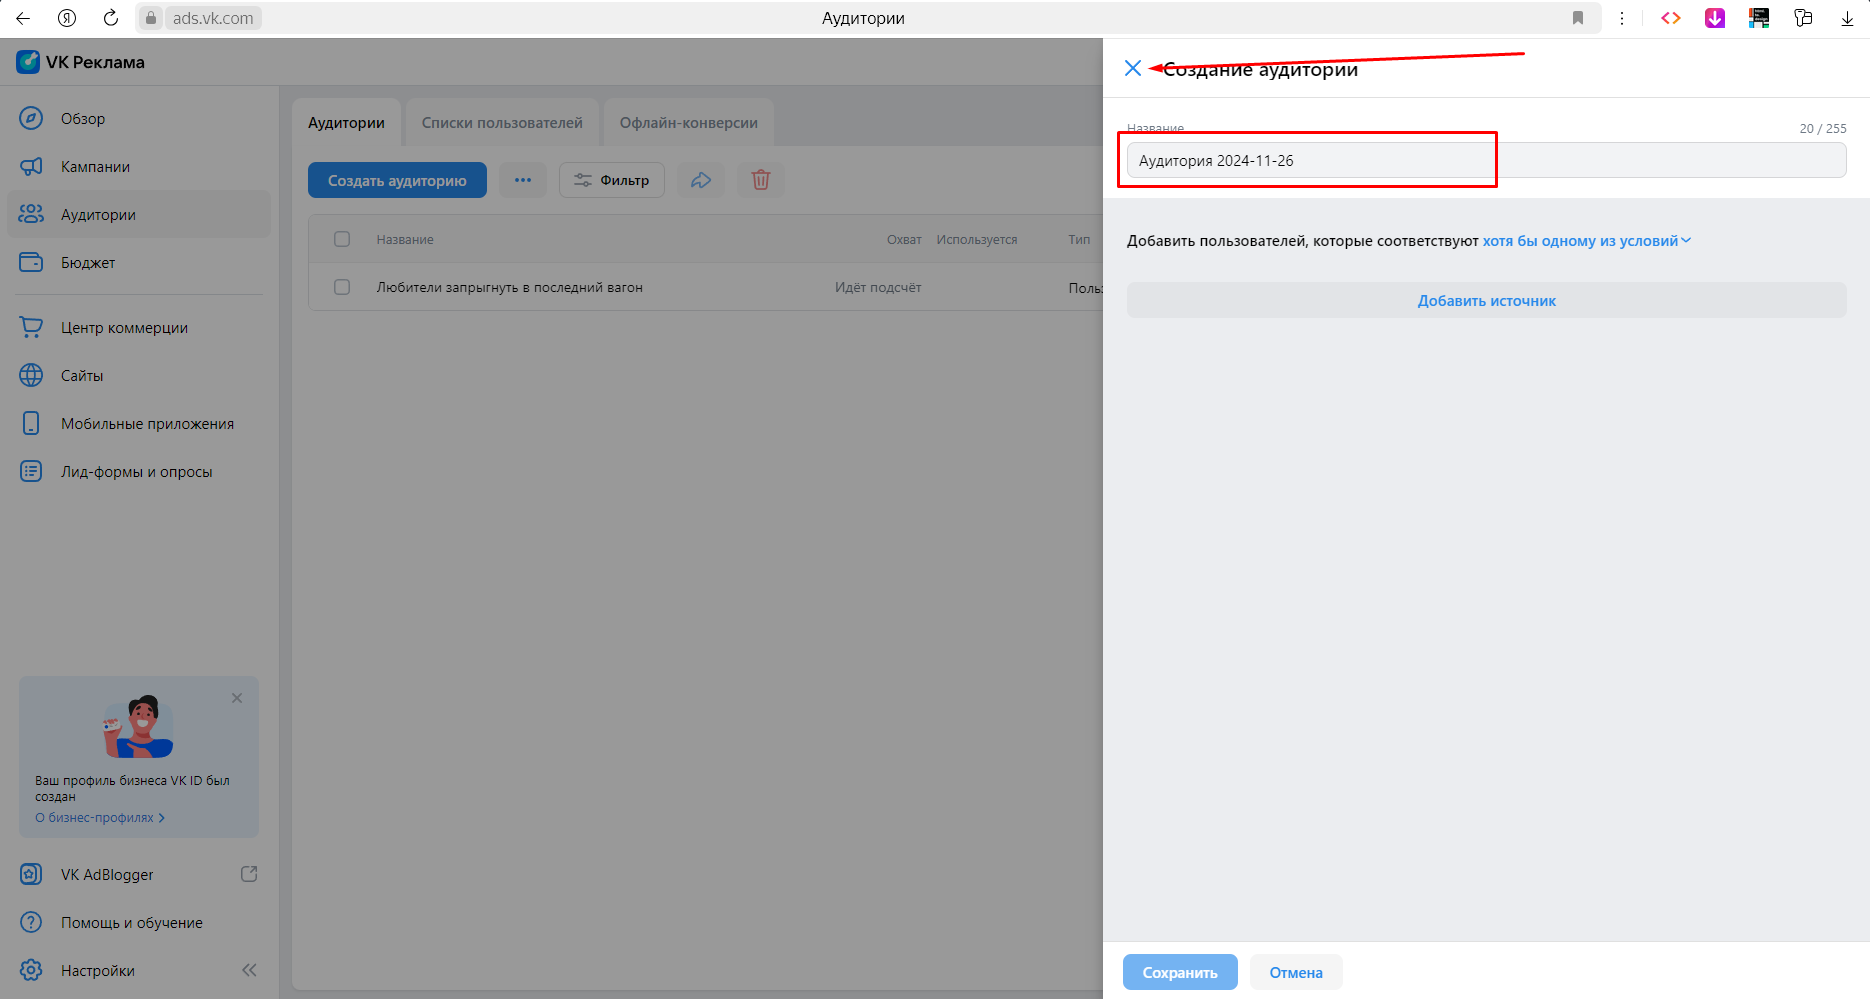 ads.vk.com
Аудитории
VK Реклама
Обзор
Кампании
Аудитории
Бюджет
Центр коммерции
Сайты
Мобильные приложения
Лид-формы и опросы
Ваш профиль бизнеса VK ID был
создан
О бизнес-профилях
VK AdBlogger
Помощь и обучение
Настройки
Аудитории
Списки пользователей
Офлайн-конверсии
Создать аудиторию
Фильтр
Название
Охват
Используется
Тип
Любители запрыгнуть в последний вагон
Идёт подсчёт
Поль
Создание аудитории
Название
20 / 255
Аудитория 2024-11-26
Добавить пользователей, которые соответствуют хотя бы одному из условий
Добавить источник
Сохранить
Отмена